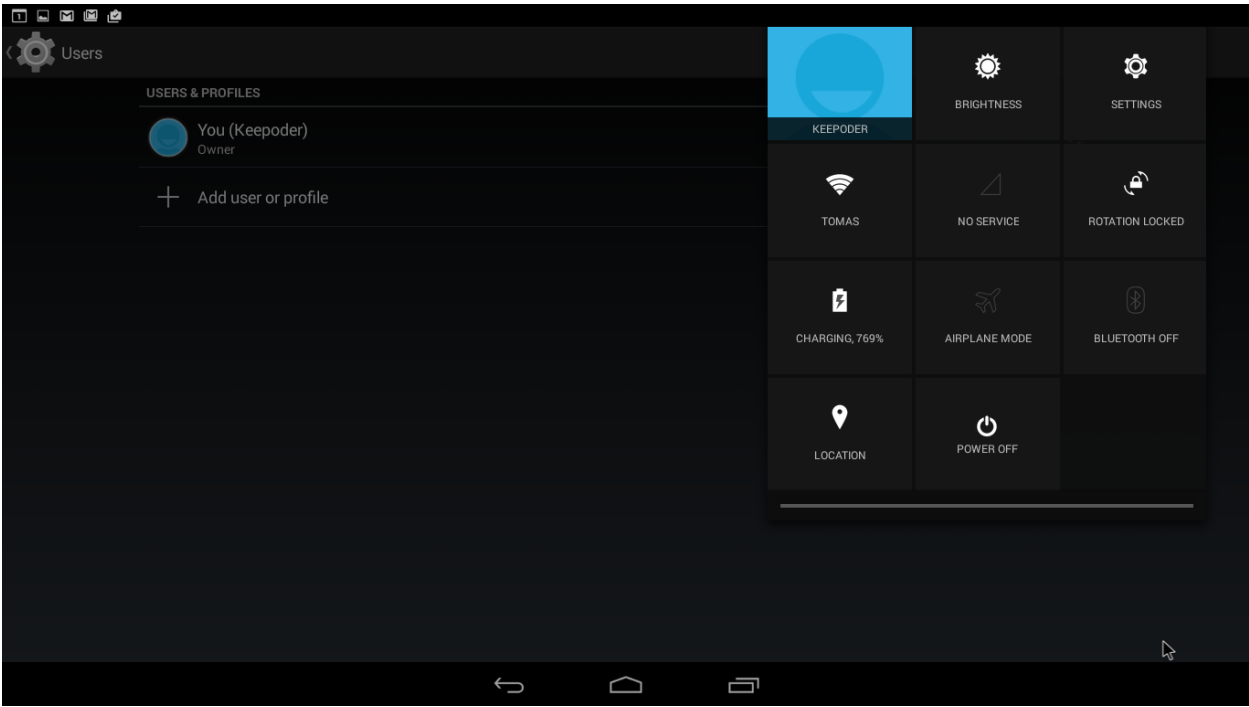 1
Users
USERS & PROFILES
You (Keepoder)
Owner
Add user or profile
KEEPODER
BRIGHTNESS
SETTINGS
TOMAS
NO SERVICE
ROTATION LOCKED
CHARGING, 769%
AIRPLANE MODE
BLUETOOTH OFF
LOCATION
POWER OFF